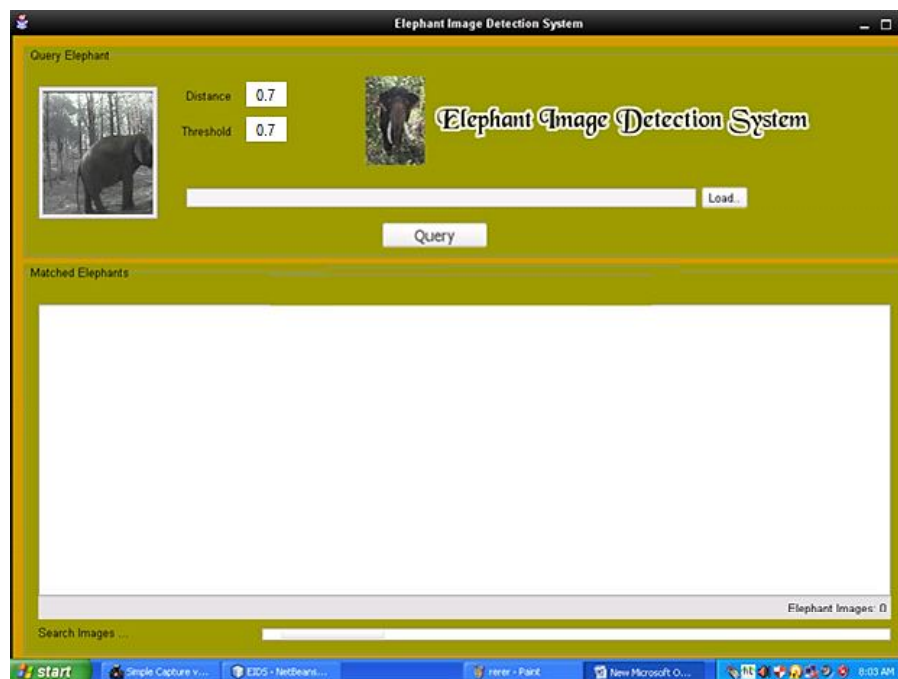 Elephant Image Detection System
Query Elephant
Distance 0.7
Threshold 0.7
Elephant Image Detection System
Load..
Query
Matched Elephants
Elephant Images: 0
Search Images ...
start Simple Capture v... EIDS - NetBeans... rerer - Paint New Microsoft O... 8:03 AM